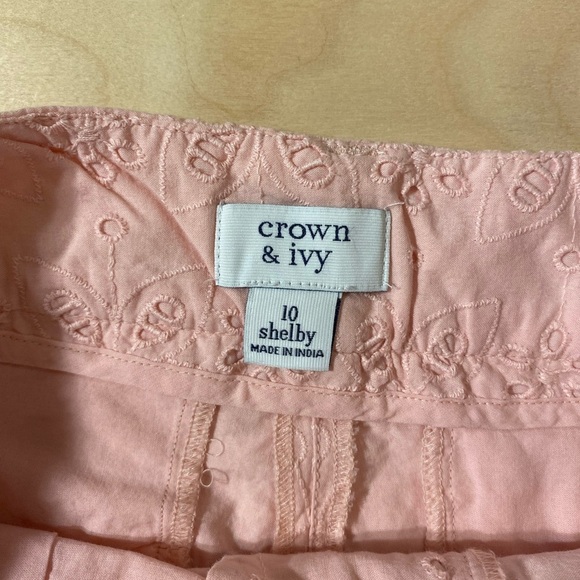 crown
& ivy
10
shelby
MADE IN INDIA